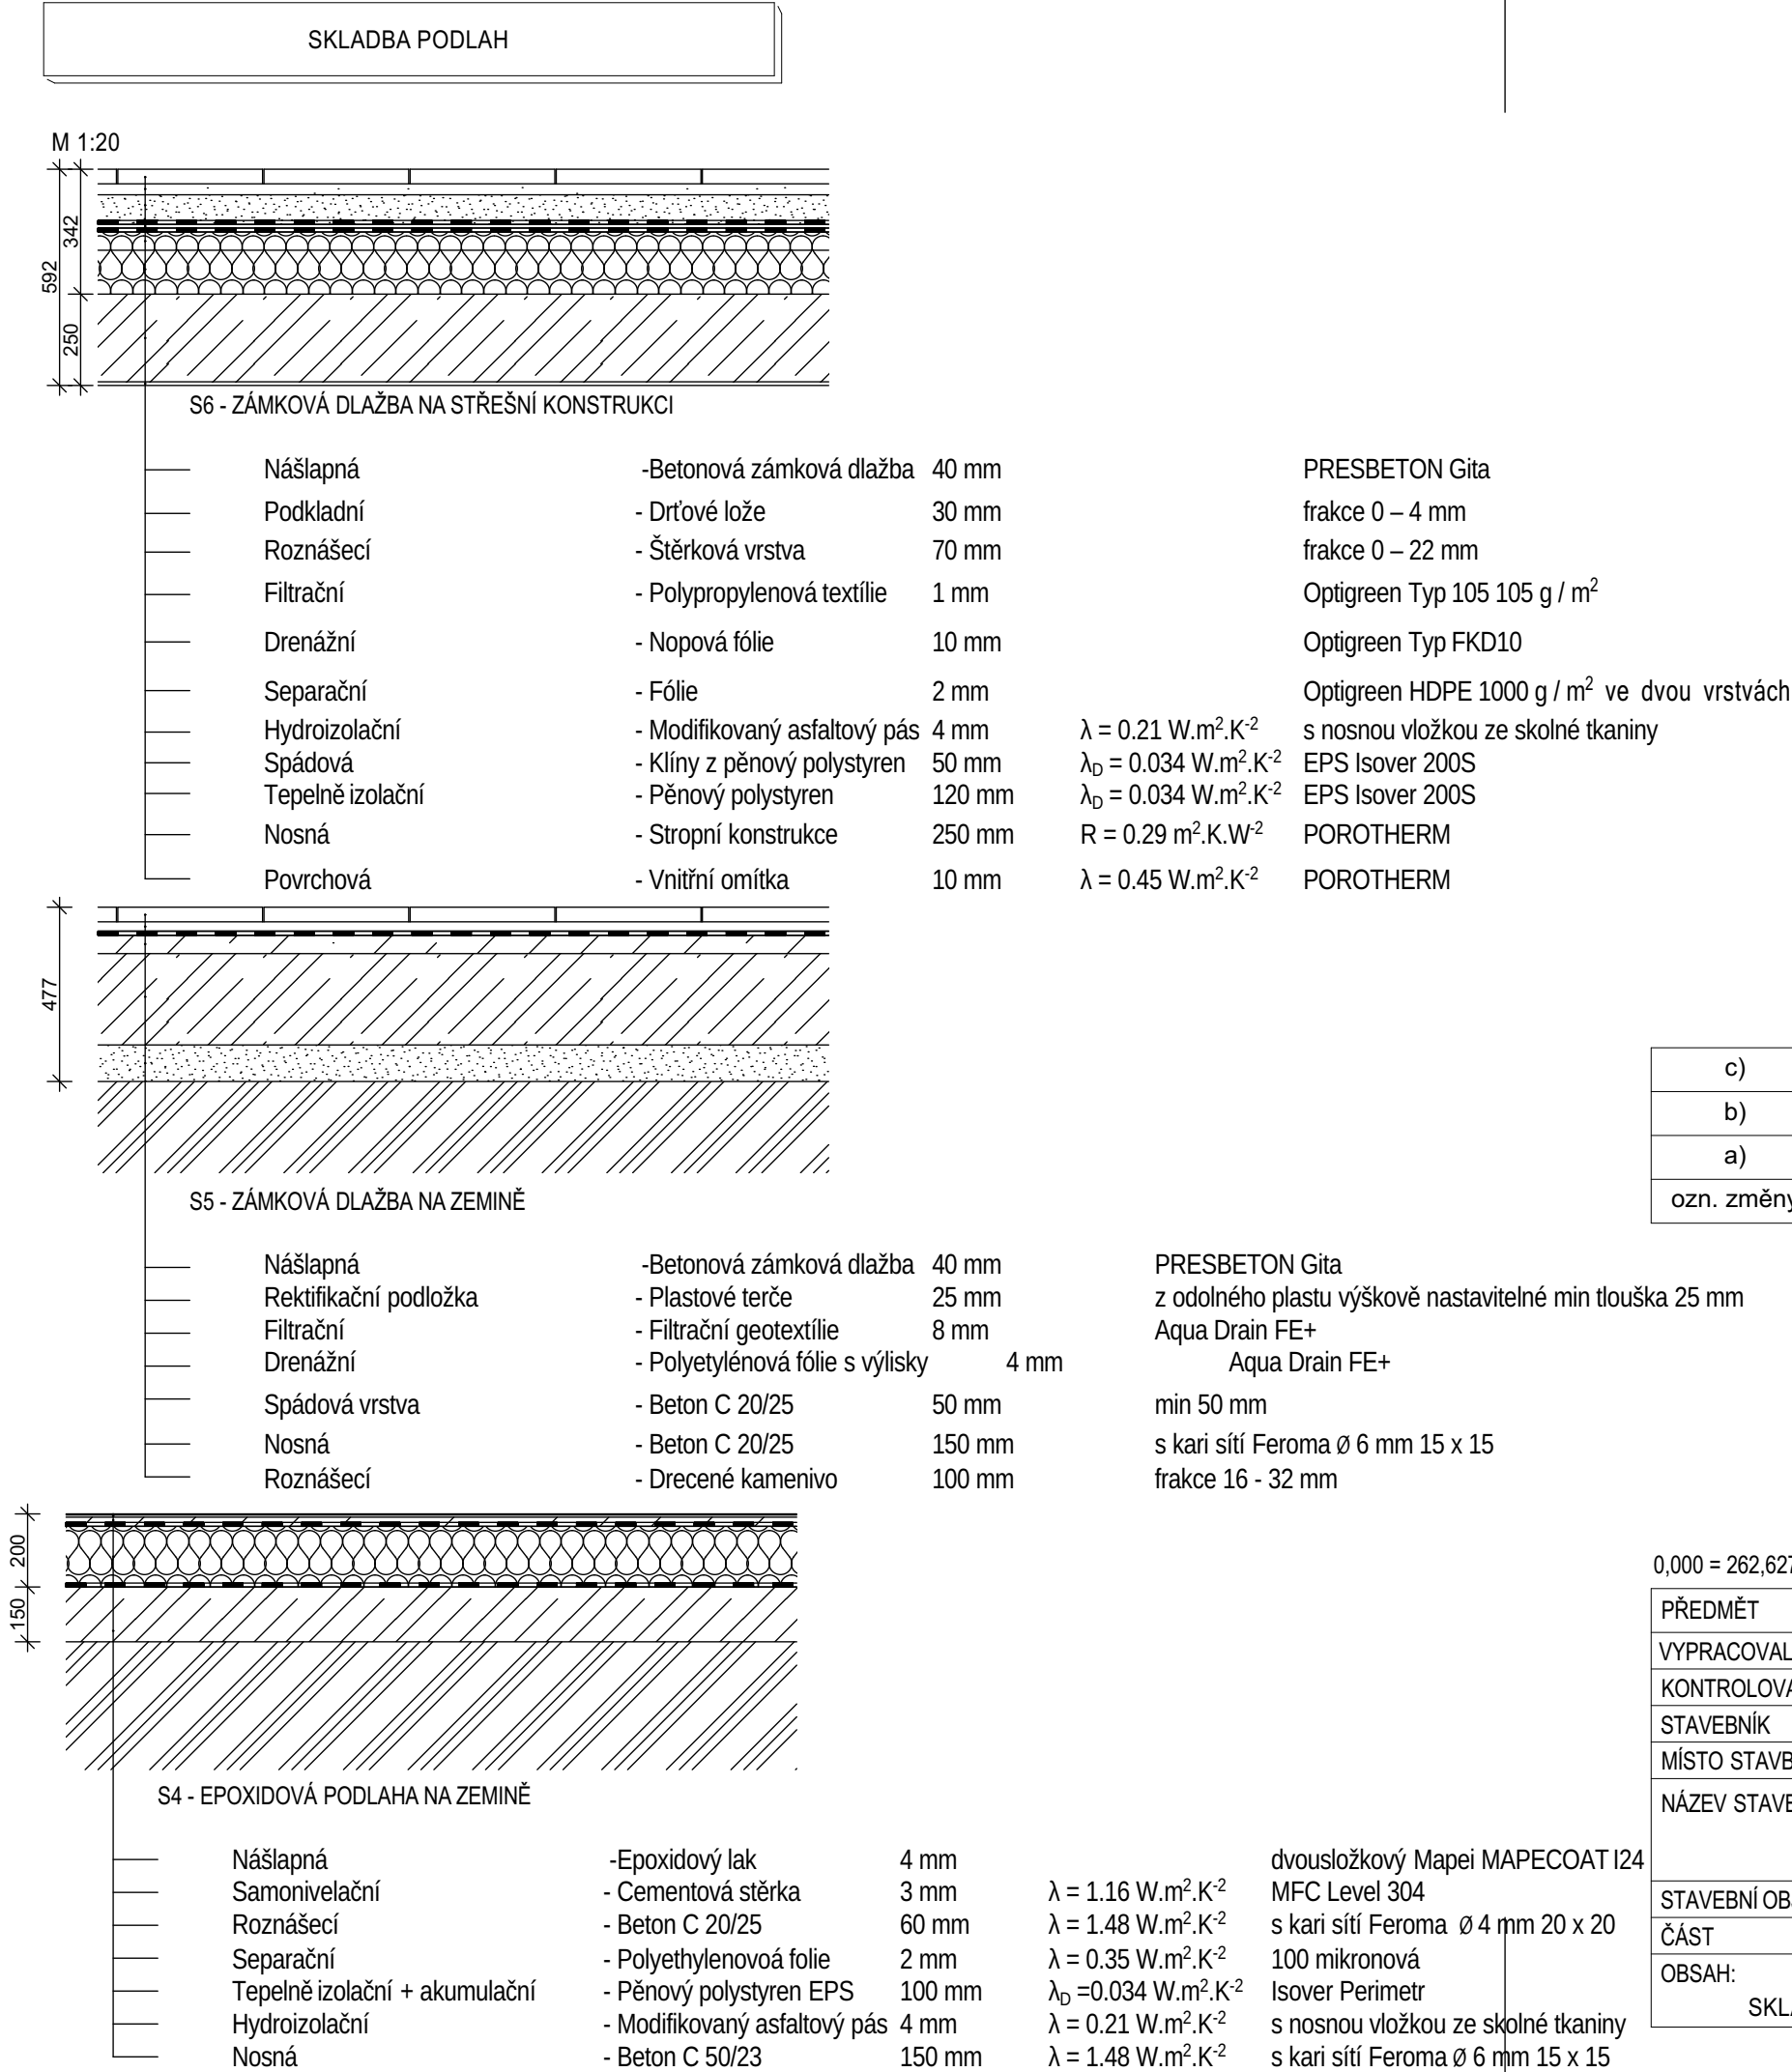 SKLADBA PODLAH
M 1:20
592
342
250
S6 - ZÁMKOVÁ DLAŽBA NA STŘEŠNÍ KONSTRUKCI
Nášlapná -Betonová zámková dlažba 40 mm PRESBETON Gita
Podkladní - Drťové lože 30 mm frakce 0 – 4 mm
Roznášecí - Štěrková vrstva 70 mm frakce 0 – 22 mm
Filtrační - Polypropylenová textílie 1 mm Optigreen Typ 105 105 g / m²
Drenážní - Nopová fólie 10 mm Optigreen Typ FKD10
Separační - Fólie 2 mm Optigreen HDPE 1000 g / m² ve dvou vrstvách
Hydroizolační - Modifikovaný asfaltový pás 4 mm λ = 0.21 W.m².K⁻² s nosnou vložkou ze skolné tkaniny
Spádová - Klíny z pěnový polystyren 50 mm λD = 0.034 W.m².K⁻² EPS Isover 200S
Tepelně izolační - Pěnový polystyren 120 mm λD = 0.034 W.m².K⁻² EPS Isover 200S
Nosná - Stropní konstrukce 250 mm R = 0.29 m².K.W⁻² POROTHERM
Povrchová - Vnitřní omítka 10 mm λ = 0.45 W.m².K⁻² POROTHERM
477
S5 - ZÁMKOVÁ DLAŽBA NA ZEMINĚ
Nášlapná -Betonová zámková dlažba 40 mm PRESBETON Gita
Rektifikační podložka - Plastové terče 25 mm z odolného plastu výškově nastavitelné min tlouška 25 mm
Filtrační - Filtrační geotextílie 8 mm Aqua Drain FE+
Drenážní - Polyetylénová fólie s výlisky 4 mm Aqua Drain FE+
Spádová vrstva - Beton C 20/25 50 mm min 50 mm
Nosná - Beton C 20/25 150 mm s kari sítí Feroma Ø 6 mm 15 x 15
Roznášecí - Drecené kamenivo 100 mm frakce 16 - 32 mm
200
150
S4 - EPOXIDOVÁ PODLAHA NA ZEMINĚ
Nášlapná -Epoxidový lak 4 mm dvousložkový Mapei MAPECOAT I24
Samonivelační - Cementová stěrka 3 mm λ = 1.16 W.m².K⁻² MFC Level 304
Roznášecí - Beton C 20/25 60 mm λ = 1.48 W.m².K⁻² s kari sítí Feroma Ø 4 mm 20 x 20
Separační - Polyethylenovoá folie 2 mm λ = 0.35 W.m².K⁻² 100 mikronová
Tepelně izolační + akumulační - Pěnový polystyren EPS 100 mm λD =0.034 W.m².K⁻² Isover Perimetr
Hydroizolační - Modifikovaný asfaltový pás 4 mm λ = 0.21 W.m².K⁻² s nosnou vložkou ze skolné tkaniny
Nosná - Beton C 50/23 150 mm λ = 1.48 W.m².K⁻² s kari sítí Feroma Ø 6 mm 15 x 15
c)
b)
a)
ozn. změny
0,000 = 262,627
PŘEDMĚT
VYPRACOVAL
KONTROLOVA
STAVEBNÍK
MÍSTO STAVB
NÁZEV STAVE
STAVEBNÍ OB
ČÁST
OBSAH:
SKLA